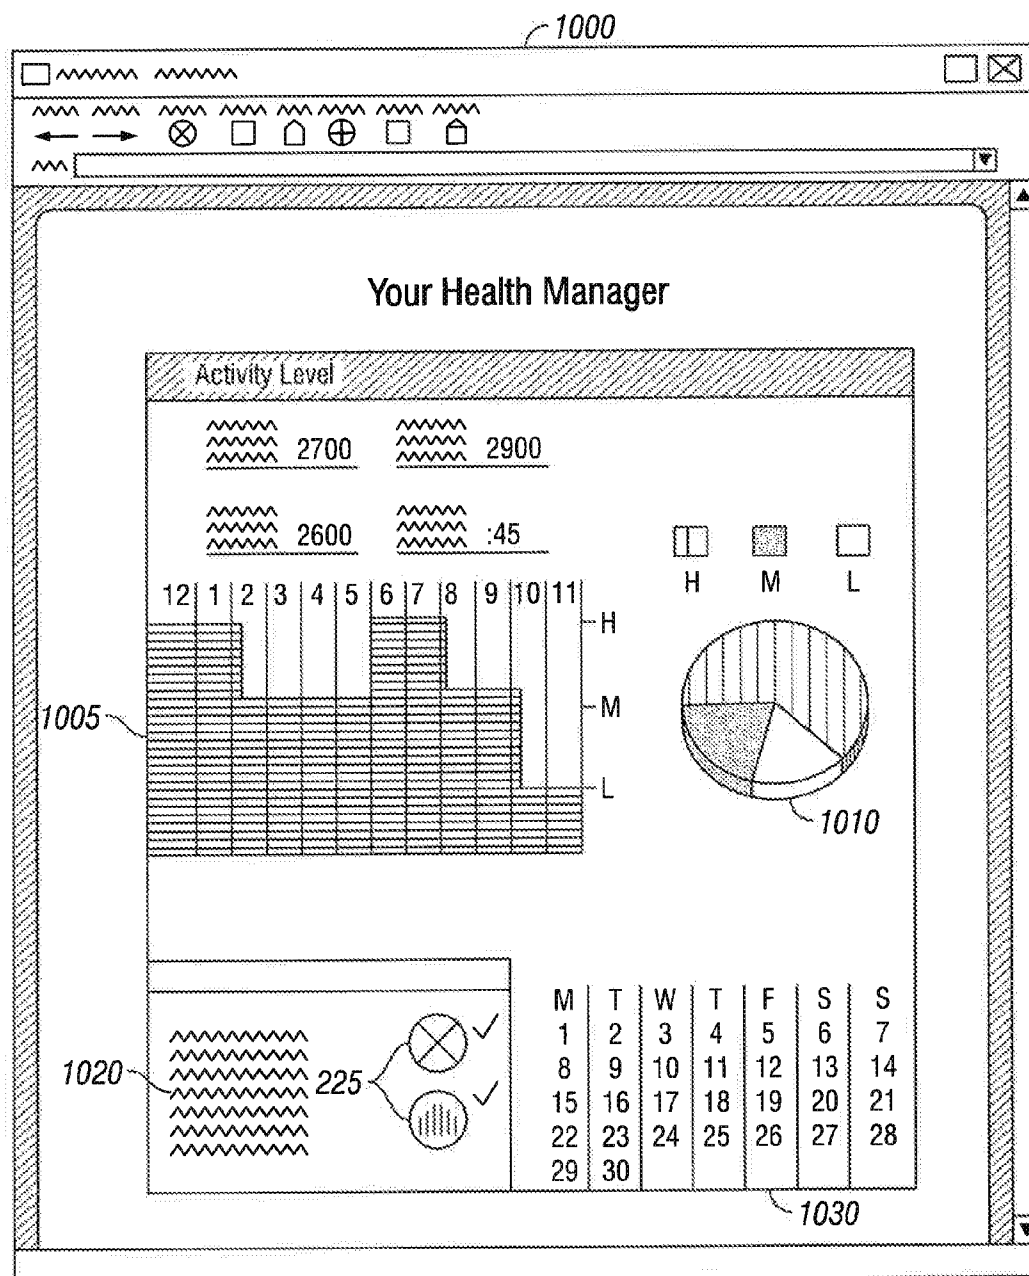 1000
Your Health Manager
Activity Level
2700 2900
2600 :45
H M L
12 1 2 3 4 5 6 7 8 9 10 11
H
1005
M
L
1010
M T W T F S S
1 2 3 4 5 6 7
1020
225
8 9 10 11 12 13 14
15 16 17 18 19 20 21
22 23 24 25 26 27 28
29 30
1030